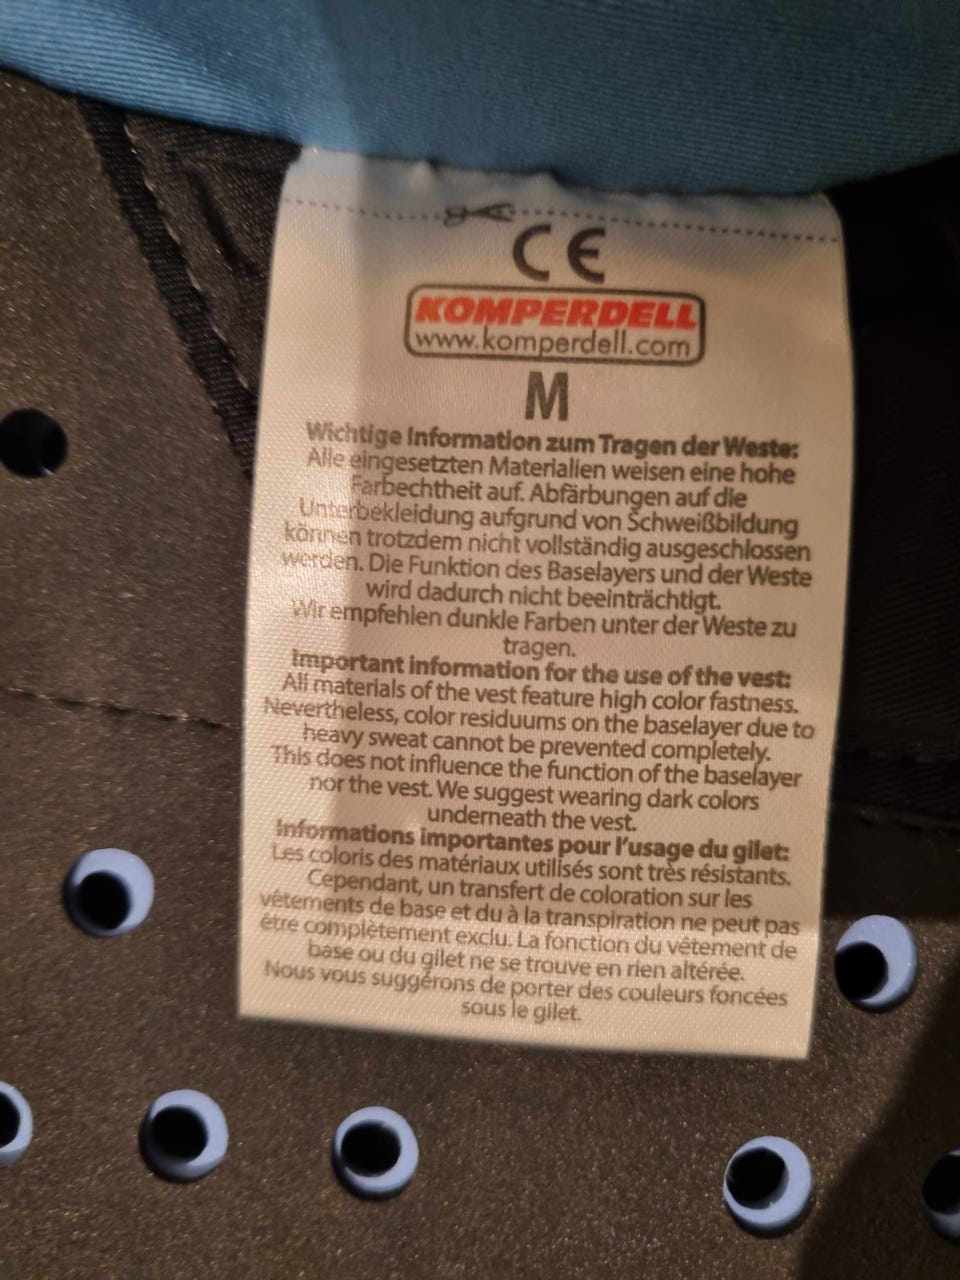 CE
KOMPERDELL
www.komperdell.com
M
Wichtige Information zum Tragen der Weste:
Alle eingesetzten Materialien weisen eine hohe
Farbechtheit auf. Abfärbungen auf die
Unterbekleidung aufgrund von Schweißbildung
können trotzdem nicht vollständig ausgeschlossen
werden. Die Funktion des Baselayers und der Weste
wird dadurch nicht beeinträchtigt.
Wir empfehlen dunkle Farben unter der Weste zu
tragen.
Important information for the use of the vest:
All materials of the vest feature high color fastness.
Nevertheless, color residuums on the baselayer due to
heavy sweat cannot be prevented completely.
This does not influence the function of the baselayer
nor the vest. We suggest wearing dark colors
underneath the vest.
Informations importantes pour l'usage du gilet:
Les coloris des matériaux utilisés sont très résistants.
Cependant, un transfert de coloration sur les
vêtements de base et du à la transpiration ne peut pas
être complètement exclu. La fonction du vêtement de
base ou du gilet ne se trouve en rien altérée.
Nous vous suggérons de porter des couleurs foncées
sous le gilet.